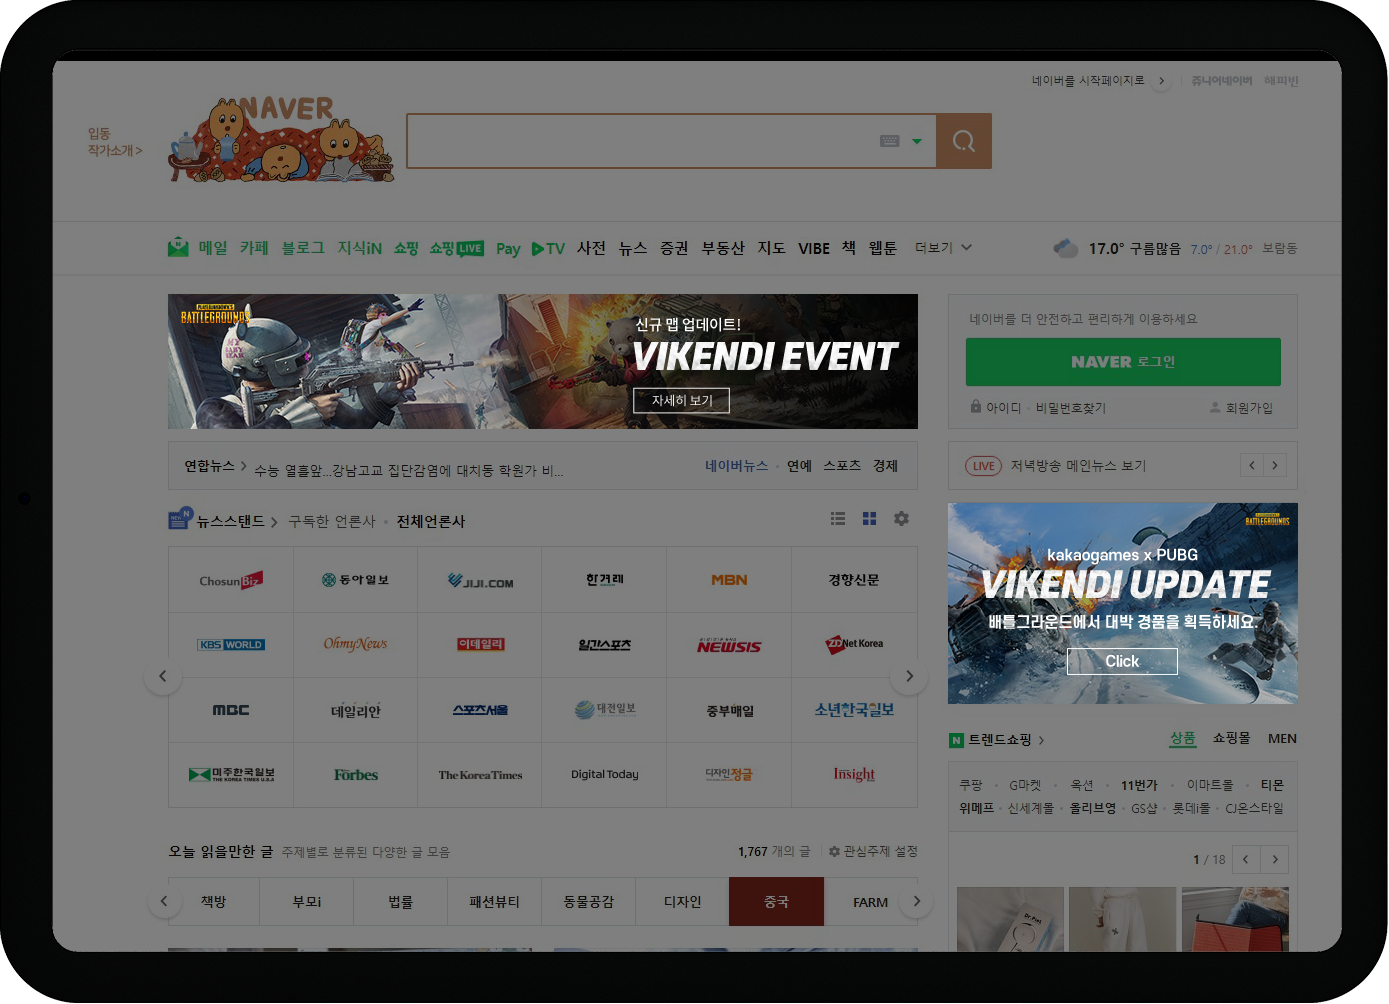 네이버를 시작페이지로
쥬니어네이버 해피빈
입동
작가소개 >
NAVER
메일 카페 블로그 지식iN 쇼핑 쇼핑LIVE Pay TV 사전 뉴스 증권 부동산 지도 VIBE 책 웹툰 더보기
17.0° 구름많음 7.0° / 21.0° 보람동
BATTLEGROUNDS
신규 맵 업데이트!
VIKENDI EVENT
자세히 보기
네이버를 더 안전하고 편리하게 이용하세요
NAVER 로그인
아이디 · 비밀번호찾기 회원가입
연합뉴스 > 수능 열흘앞...강남고교 집단감염에 대치동 학원가 비...
네이버뉴스 · 연예 스포츠 경제
LIVE 저녁방송 메인뉴스 보기
뉴스스탠드 > 구독한 언론사 · 전체언론사
ChosunBiz 동아일보 JIJI.COM 한겨레 MBN 경향신문
KBS WORLD OhmyNews 이데일리 일간스포츠 NEWSIS ZDNet Korea
MBC 데일리안 스포츠서울 대전일보 중부매일 소년한국일보
미주한국일보 THE KOREA TIMES U.S.A Forbes The Korea Times Digital Today 디자인정글 Insight
BATTLEGROUNDS
kakaogames x PUBG
VIKENDI UPDATE
배틀그라운드에서 대박 경품을 획득하세요.
Click
N 트렌드쇼핑 > 상품 쇼핑몰 MEN
쿠팡 · G마켓 · 옥션 · 11번가 · 이마트몰 · 티몬
위메프 · 신세계몰 · 올리브영 · GS샵 · 롯데i몰 · CJ온스타일
1 / 18
오늘 읽을만한 글 주제별로 분류된 다양한 글 모음
1,767 개의 글 관심주제 설정
책방 부모i 법률 패션뷰티 동물공감 디자인 중국 FARM